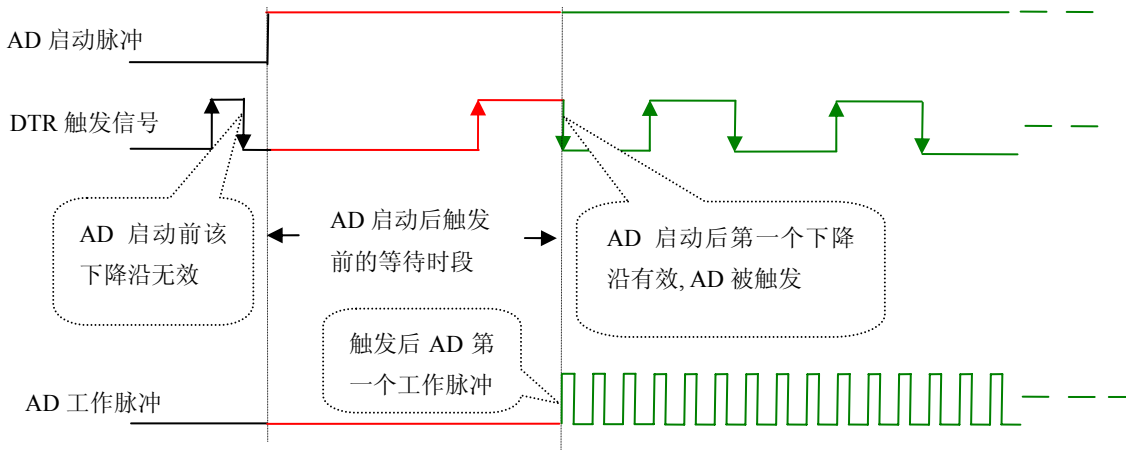 AD 启动脉冲
DTR 触发信号
AD 启动前该
下降沿无效
AD 启动后触发
前的等待时段
AD 启动后第一个下降
沿有效, AD 被触发
触发后 AD 第
一个工作脉冲
AD 工作脉冲